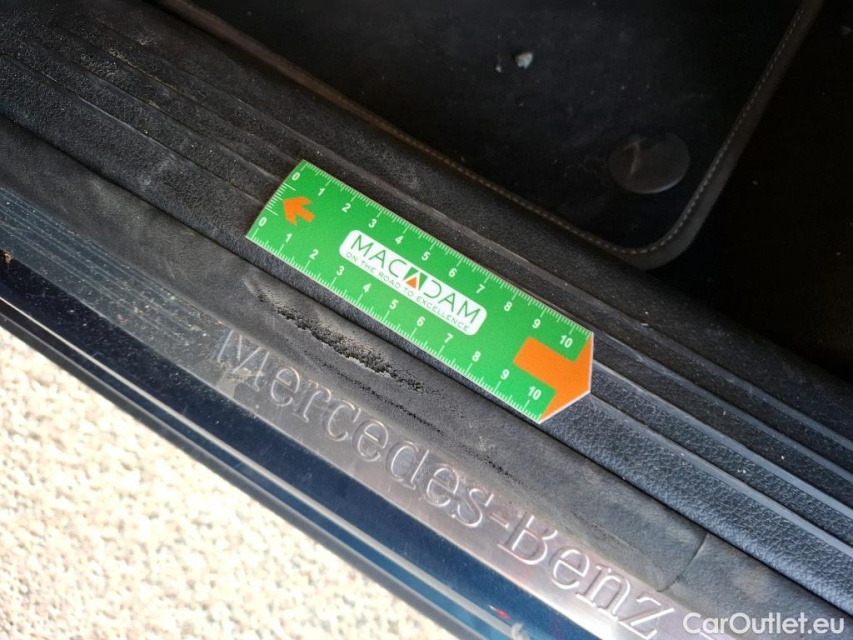 0 1 2 3 4 5 6 7 8 9 10
MACADAM
ON THE ROAD TO EXCELLENCE
0 1 2 3 4 5 6 7 8 9 10
Mercedes-Benz
CarOutlet.eu